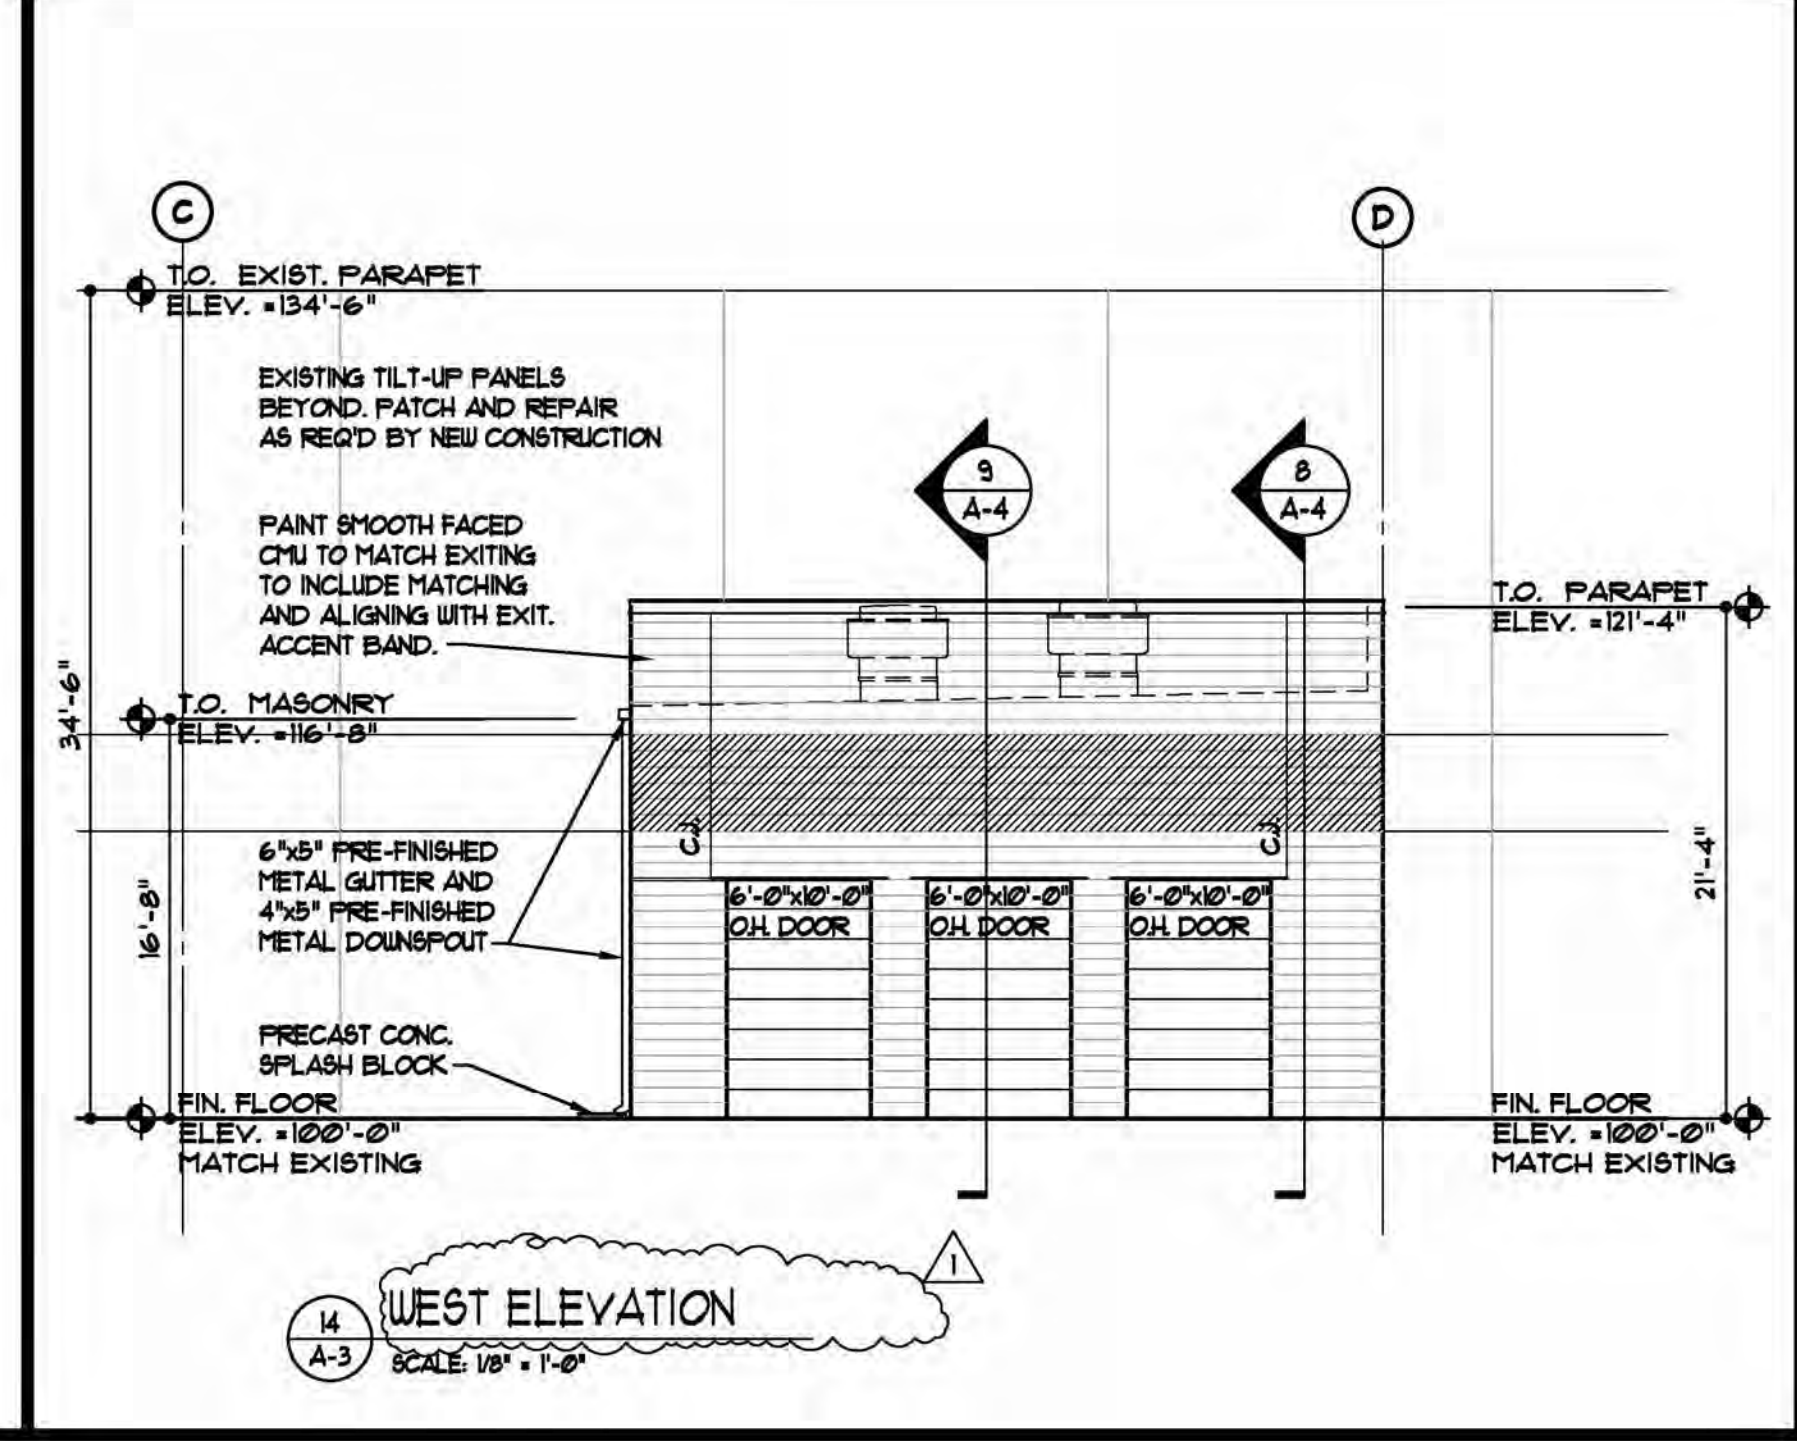 C
D
T.O. EXIST. PARAPET
ELEV. =134'-6"
EXISTING TILT-UP PANELS
BEYOND. PATCH AND REPAIR
AS REQ'D BY NEW CONSTRUCTION
9
A-4
8
A-4
PAINT SMOOTH FACED
CMU TO MATCH EXITING
TO INCLUDE MATCHING
AND ALIGNING WITH EXIT.
ACCENT BAND.
T.O. PARAPET
ELEV. =121'-4"
34'-6"
T.O. MASONRY
ELEV. =116'-8"
C.J.
C.J.
6"x5" PRE-FINISHED
METAL GUTTER AND
4"x5" PRE-FINISHED
METAL DOWNSPOUT
16'-8"
21'-4"
6'-0"x10'-0"
O.H. DOOR
6'-0"x10'-0"
O.H. DOOR
6'-0"x10'-0"
O.H. DOOR
PRECAST CONC.
SPLASH BLOCK
FIN. FLOOR
ELEV. =100'-0"
MATCH EXISTING
FIN. FLOOR
ELEV. =100'-0"
MATCH EXISTING
1
14
A-3
WEST ELEVATION
SCALE: 1/8" = 1'-0"